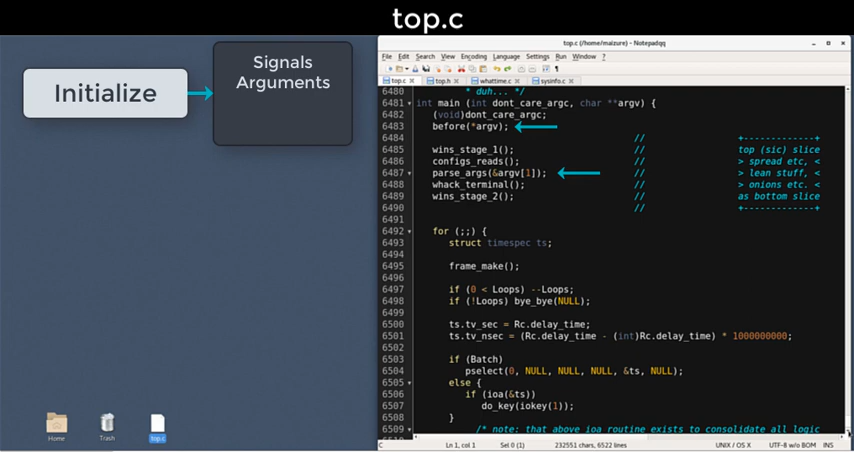 top.c
Initialize
Signals
Arguments
Home
Trash
top.c
top.c (/home/maizure) - Notepadqq
File Edit Search View Encoding Language Settings Run Window ?
top.c top.h whattime.c sysinfo.c
6480 * duh... */
6481 int main (int dont_care_argc, char **argv) {
6482 (void)dont_care_argc;
6483 before(*argv);
6484 // +-------------+
6485 wins_stage_1(); // top (sic) slice
6486 configs_reads(); // > spread etc, <
6487 parse_args(&argv[1]); // > lean stuff, <
6488 whack_terminal(); // > onions etc. <
6489 wins_stage_2(); // as bottom slice
6490 // +-------------+
6491
6492 for (;;) {
6493 struct timespec ts;
6494
6495 frame_make();
6496
6497 if (0 < Loops) --Loops;
6498 if (!Loops) bye_bye(NULL);
6499
6500 ts.tv_sec = Rc.delay_time;
6501 ts.tv_nsec = (Rc.delay_time - (int)Rc.delay_time) * 1000000000;
6502
6503 if (Batch)
6504 pselect(0, NULL, NULL, NULL, &ts, NULL);
6505 else {
6506 if (ioa(&ts))
6507 do_key(iokey(1));
6508 }
6509 /* note: that above ioa routine exists to consolidate all logic
C Ln 1, col 1 Sel 0 (1) 232551 chars, 6522 lines UNIX / OS X UTF-8 w/o BOM INS